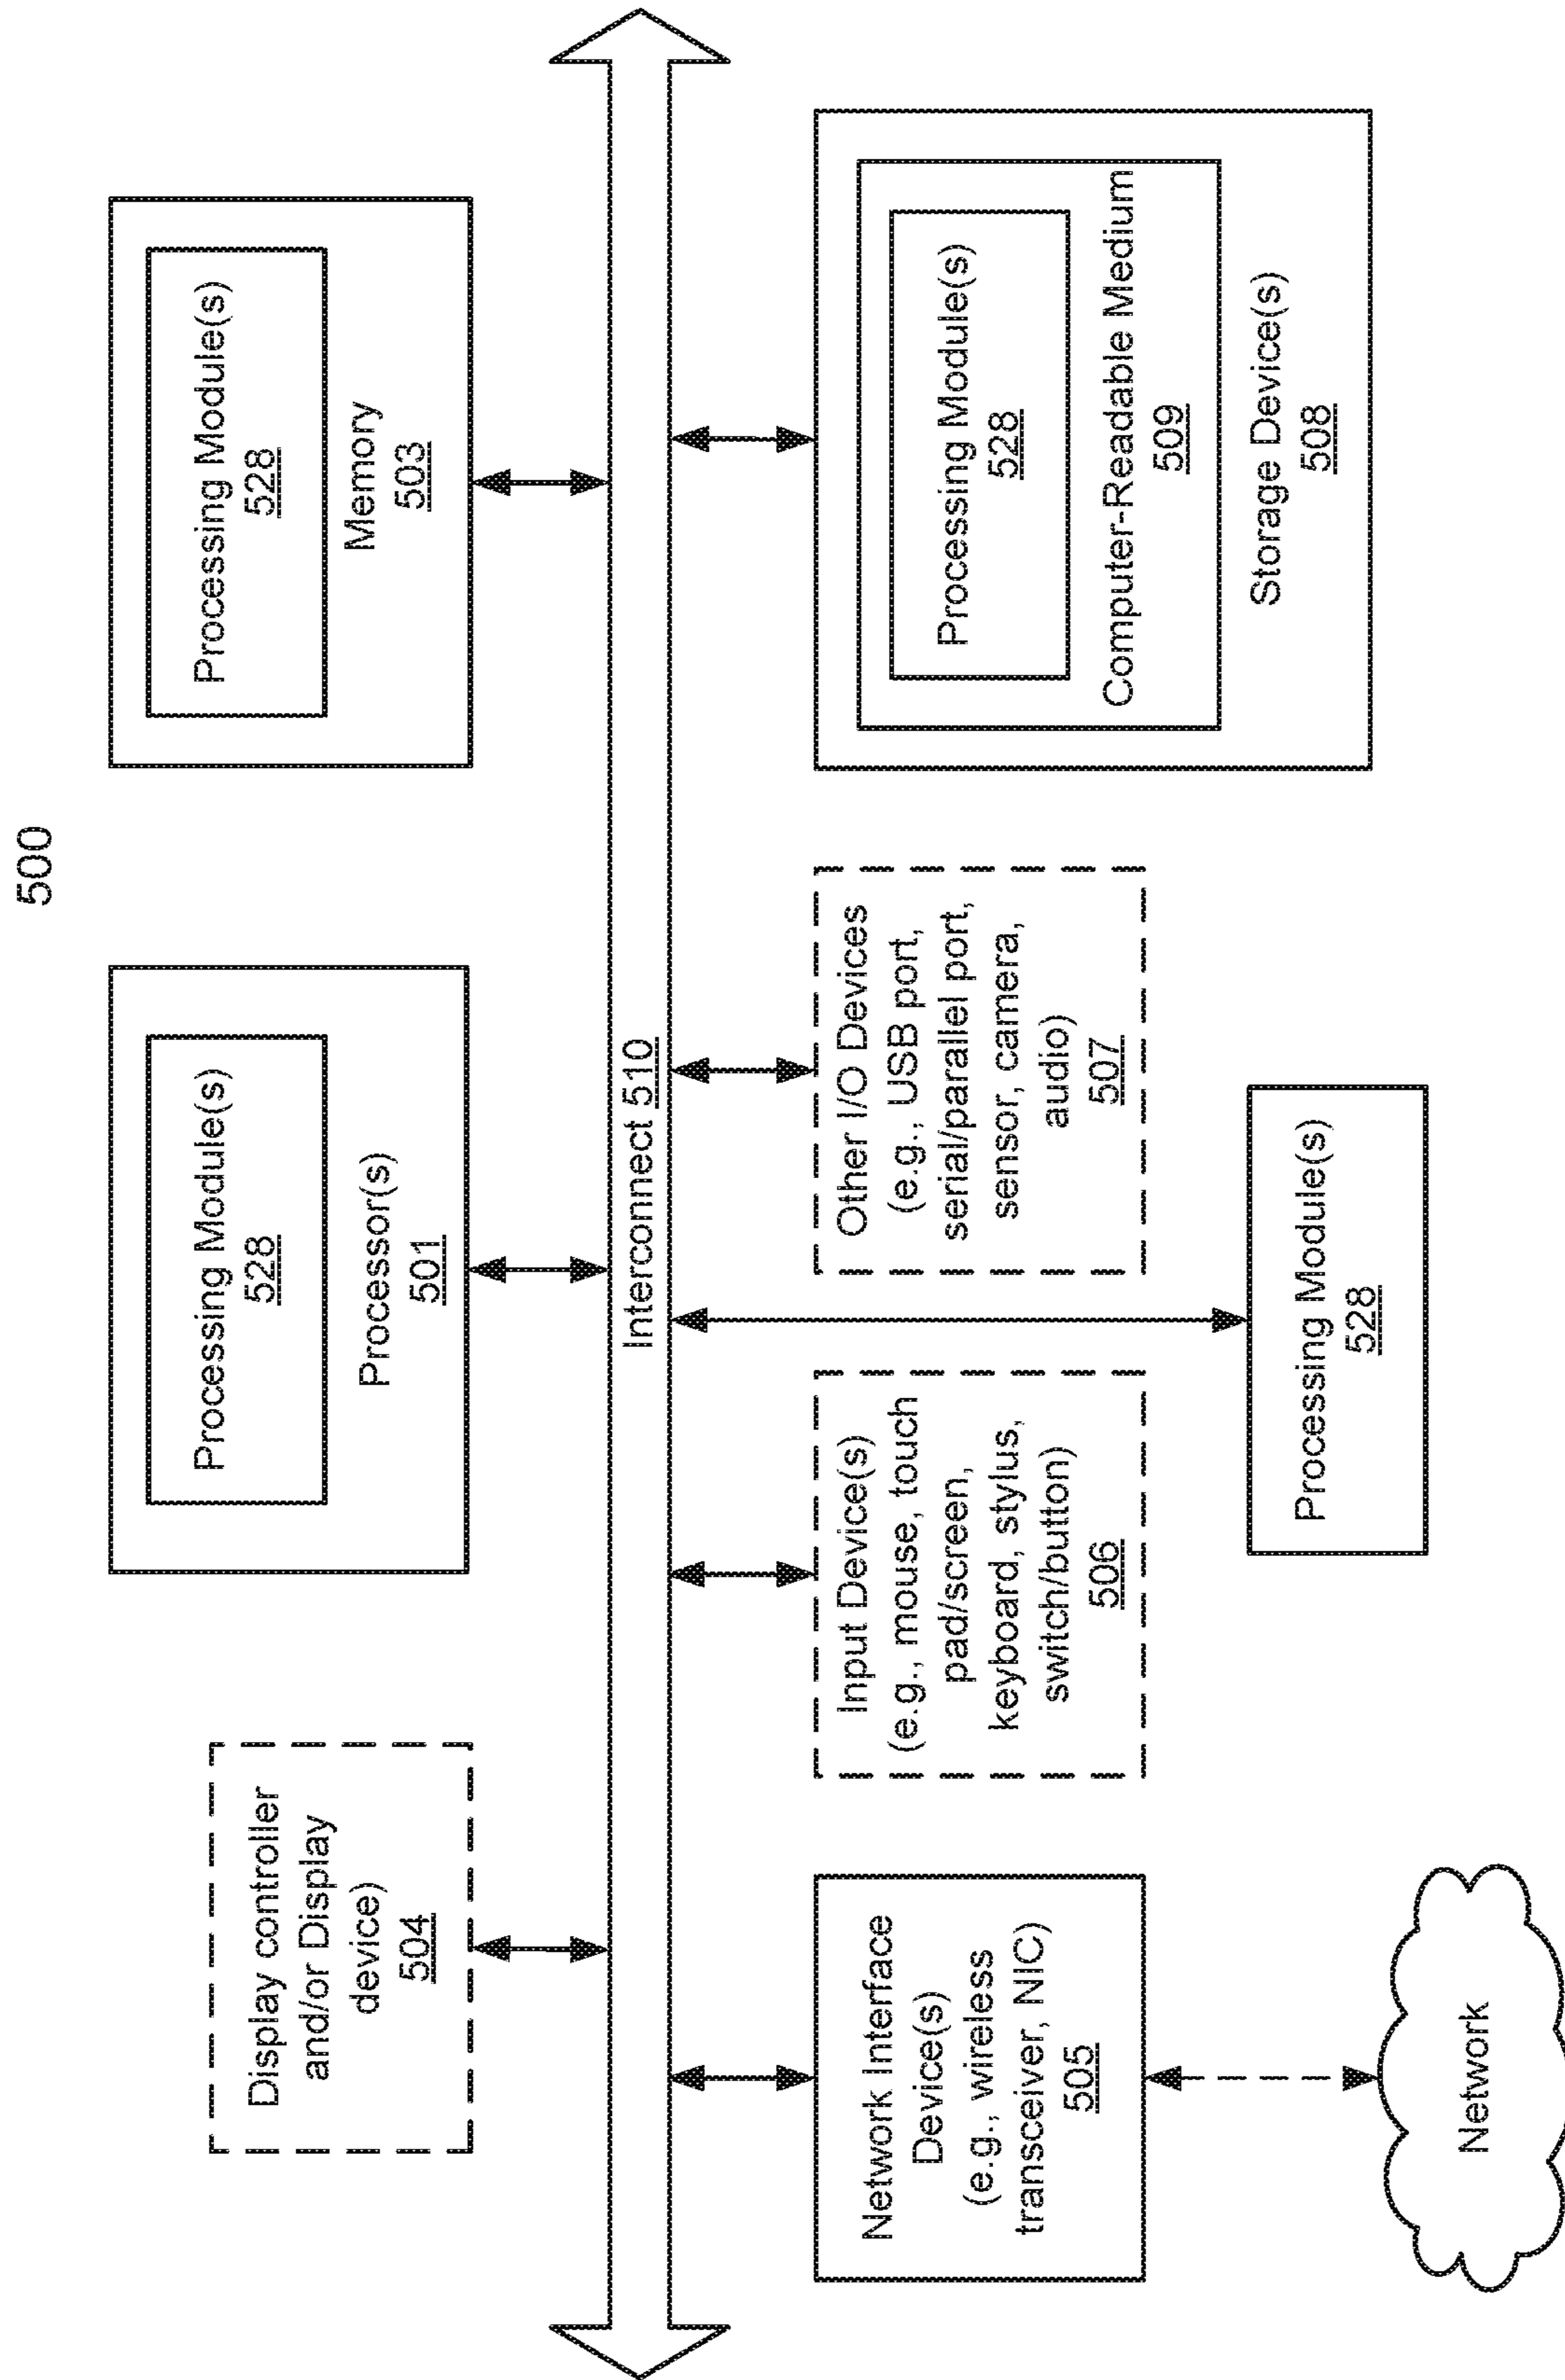 500
Display controller
and/or Display
device)
504
Processing Module(s)
528
Processor(s)
501
Processing Module(s)
528
Memory
503
Interconnect 510
Network Interface
Device(s)
(e.g., wireless
transceiver, NIC)
505
Input Device(s)
(e.g., mouse, touch
pad/screen,
keyboard, stylus,
switch/button)
506
Other I/O Devices
(e.g., USB port,
serial/parallel port,
sensor, camera,
audio)
507
Processing Module(s)
528
Computer-Readable Medium
509
Storage Device(s)
508
Processing Module(s)
528
Network